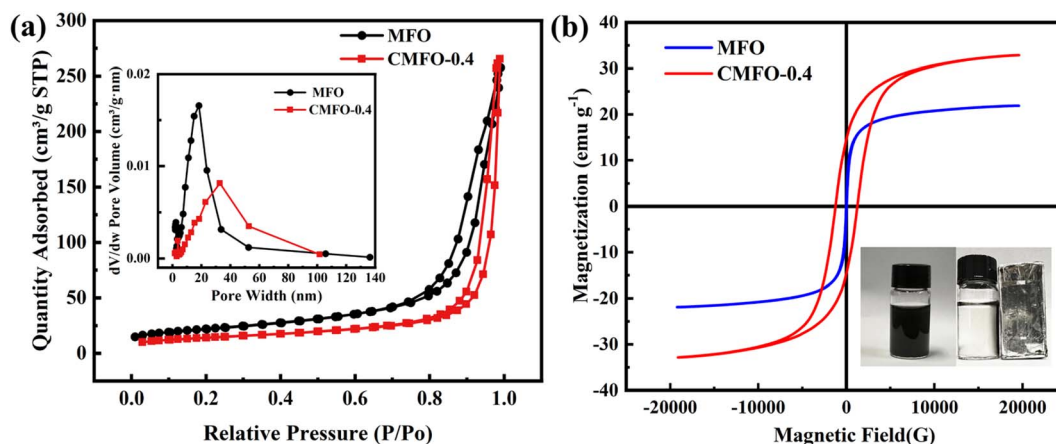 (a)
MFO
CMFO-0.4
300
250
200
150
100
50
0
Quantity Adsorbed (cm³/g STP)
0.0 0.2 0.4 0.6 0.8 1.0
Relative Pressure (P/Po)
MFO
CMFO-0.4
0.02
0.01
0.00
dV/dw Pore Volume (cm³/g·nm)
0 20 40 60 80 100 120 140
Pore Width (nm)
(b)
MFO
CMFO-0.4
40
30
20
10
0
-10
-20
-30
-40
Magnetization (emu g⁻¹)
-20000 -10000 0 10000 20000
Magnetic Field(G)